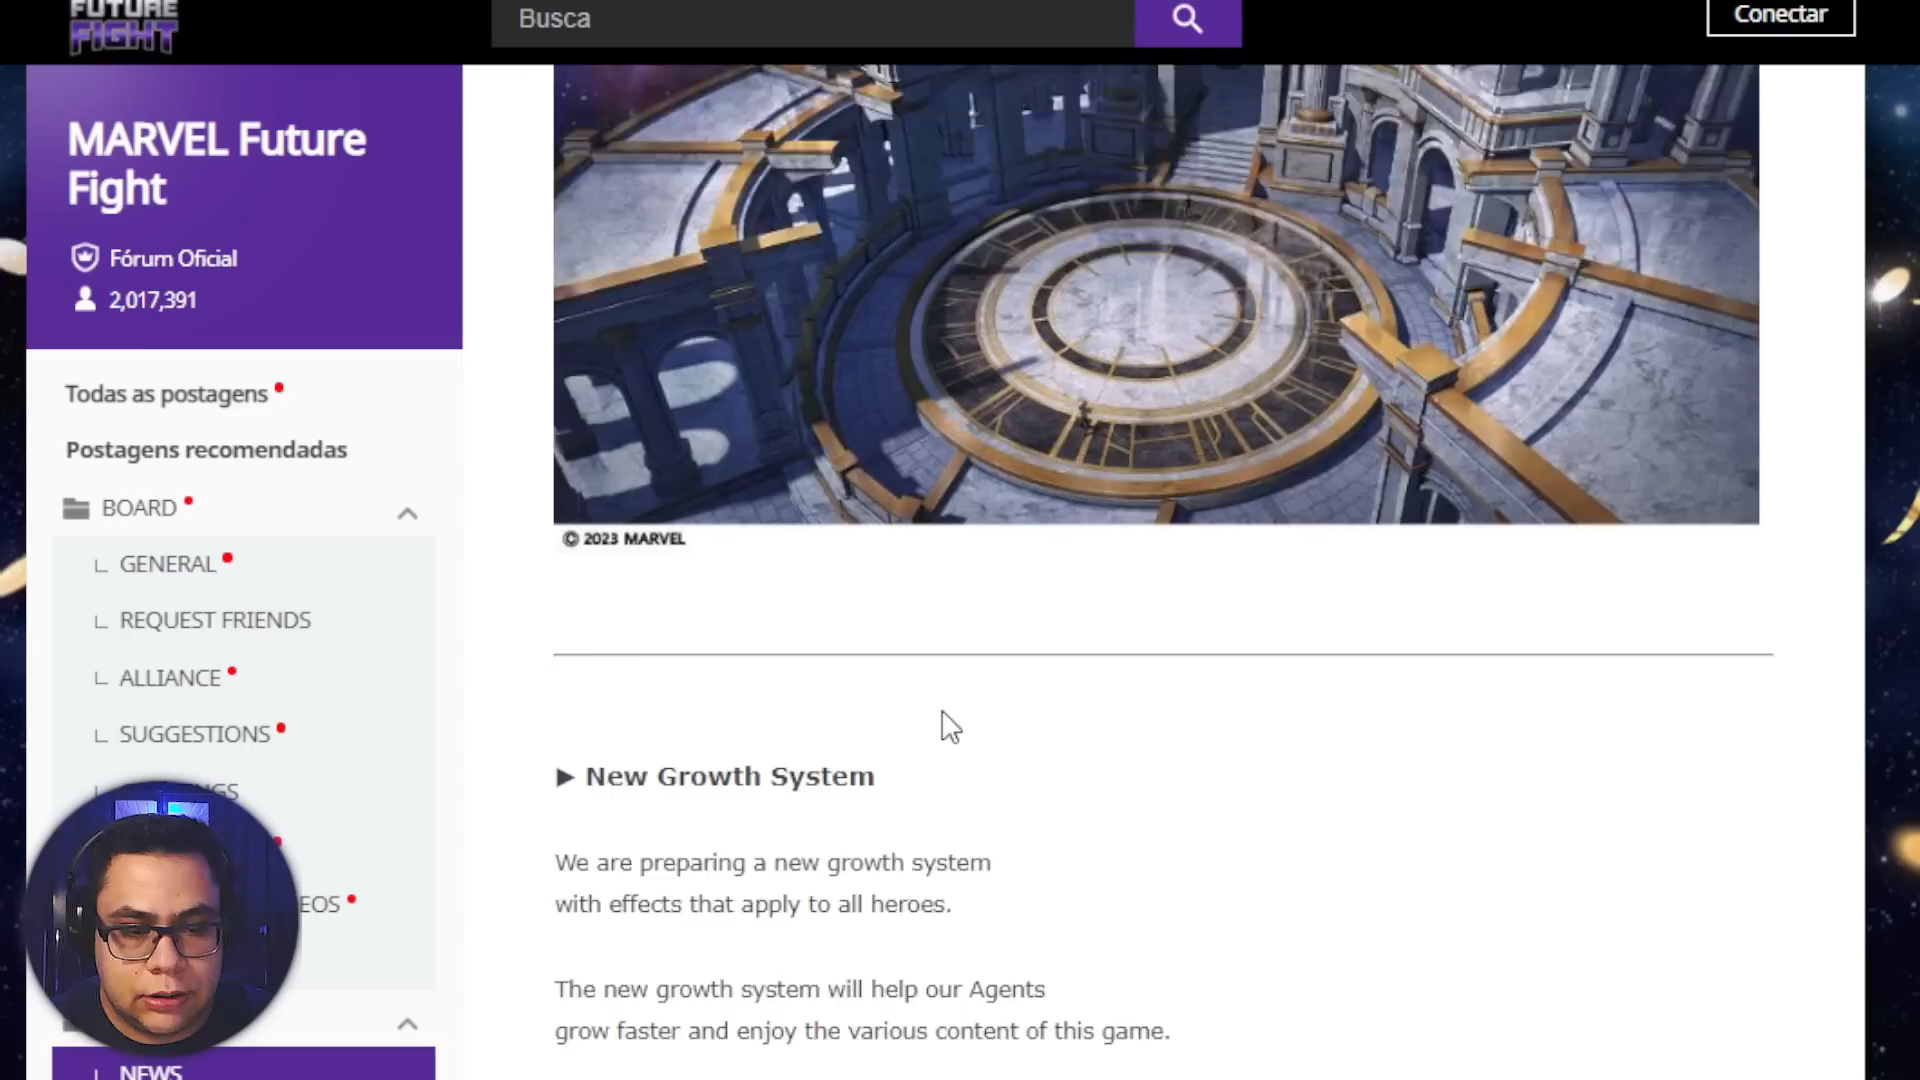 FUTURE
FIGHT
Busca
Conectar
MARVEL Future
Fight
Fórum Oficial
2,017,391
Todas as postagens
Postagens recomendadas
BOARD
GENERAL
REQUEST FRIENDS
ALLIANCE
SUGGESTIONS
NEWS
© 2023 MARVEL
▶ New Growth System
We are preparing a new growth system
with effects that apply to all heroes.
The new growth system will help our Agents
grow faster and enjoy the various content of this game.